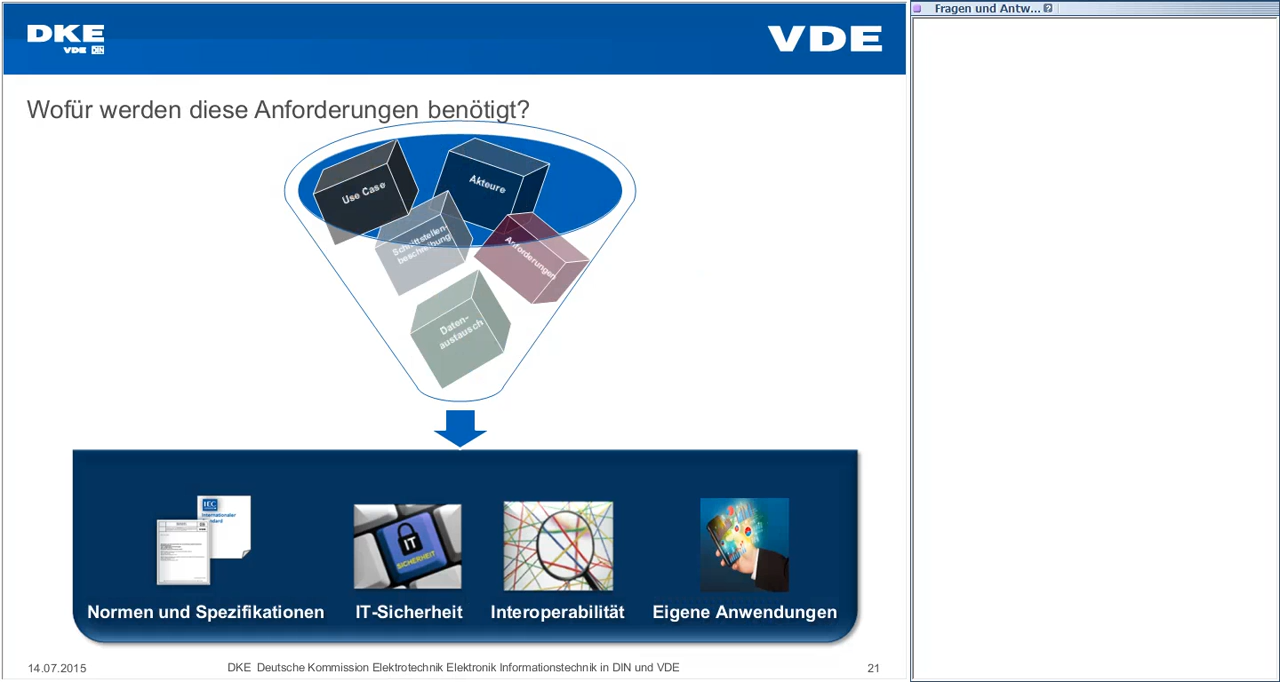 DKE
VDE DIN
VDE
Fragen und Antw...
Wofür werden diese Anforderungen benötigt?
Use Case
Akteure
Schnittstellen-
beschreibung
Anforderungen
Daten-
austausch
IEC
Internationaler
Standard
IT
SICHERHEIT
Normen und Spezifikationen
IT-Sicherheit
Interoperabilität
Eigene Anwendungen
14.07.2015
DKE Deutsche Kommission Elektrotechnik Elektronik Informationstechnik in DIN und VDE
21